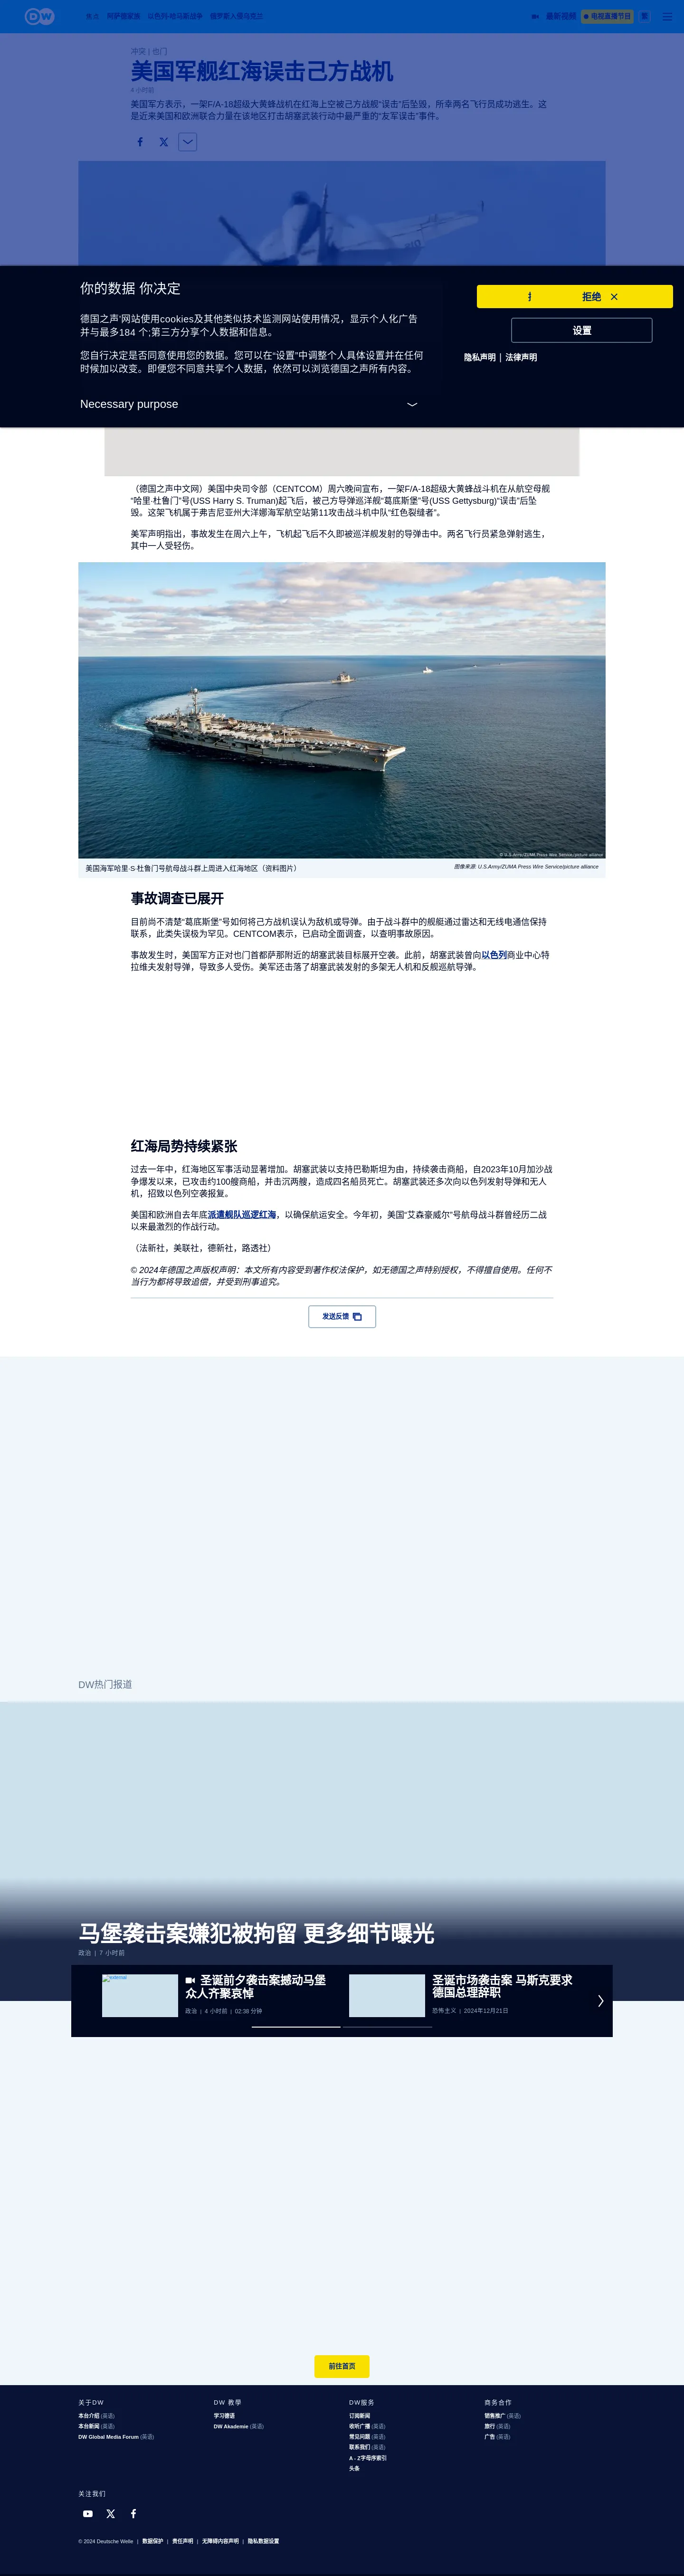 DW
焦点 阿萨德家族 以色列-哈马斯战争 俄罗斯入侵乌克兰
最新视频
电视直播节目
繁
冲突 | 也门
美国军舰红海误击己方战机
4 小时前
美国军方表示，一架F/A-18超级大黄蜂战机在红海上空被己方战舰“误击”后坠毁，所幸两名飞行员成功逃生。这
是近来美国和欧洲联合力量在该地区打击胡塞武装行动中最严重的“友军误击”事件。
你的数据 你决定
拒绝
德国之声'网站使用cookies及其他类似技术监测网站使用情况，显示个人化广告
并与最多184 个;第三方分享个人数据和信息。
设置
您自行决定是否同意使用您的数据。您可以在“设置”中调整个人具体设置并在任何
时候加以改变。即便您不同意共享个人数据，依然可以浏览德国之声所有内容。
隐私声明 | 法律声明
Necessary purpose
（德国之声中文网）美国中央司令部（CENTCOM）周六晚间宣布，一架F/A-18超级大黄蜂战斗机在从航空母舰
“哈里·杜鲁门”号(USS Harry S. Truman)起飞后，被己方导弹巡洋舰“葛底斯堡”号(USS Gettysburg)“误击”后坠
毁。这架飞机属于弗吉尼亚州大洋娜海军航空站第11攻击战斗机中队“红色裂缝者”。
美军声明指出，事故发生在周六上午，飞机起飞后不久即被巡洋舰发射的导弹击中。两名飞行员紧急弹射逃生，
其中一人受轻伤。
© U.S.Army/ZUMA Press Wire Service/picture alliance
美国海军哈里·S·杜鲁门号航母战斗群上周进入红海地区（资料图片）
图像来源: U.S.Army/ZUMA Press Wire Service/picture alliance
事故调查已展开
目前尚不清楚“葛底斯堡”号如何将己方战机误认为敌机或导弹。由于战斗群中的舰艇通过雷达和无线电通信保持
联系，此类失误极为罕见。CENTCOM表示，已启动全面调查，以查明事故原因。
事故发生时，美国军方正对也门首都萨那附近的胡塞武装目标展开空袭。此前，胡塞武装曾向以色列商业中心特
拉维夫发射导弹，导致多人受伤。美军还击落了胡塞武装发射的多架无人机和反舰巡航导弹。
红海局势持续紧张
过去一年中，红海地区军事活动显著增加。胡塞武装以支持巴勒斯坦为由，持续袭击商船，自2023年10月加沙战
争爆发以来，已攻击约100艘商船，并击沉两艘，造成四名船员死亡。胡塞武装还多次向以色列发射导弹和无人
机，招致以色列空袭报复。
美国和欧洲自去年底派遣舰队巡逻红海，以确保航运安全。今年初，美国“艾森豪威尔”号航母战斗群曾经历二战
以来最激烈的作战行动。
（法新社，美联社，德新社，路透社）
© 2024年德国之声版权声明：本文所有内容受到著作权法保护，如无德国之声特别授权，不得擅自使用。任何不
当行为都将导致追偿，并受到刑事追究。
发送反馈
DW热门报道
马堡袭击案嫌犯被拘留 更多细节曝光
政治 | 7 小时前
external
圣诞前夕袭击案撼动马堡
众人齐聚哀悼
政治 | 4 小时前 | 02:38 分钟
圣诞市场袭击案 马斯克要求
德国总理辞职
恐怖主义 | 2024年12月21日
前往首页
关于DW
本台介绍 (英语)
本台新闻 (英语)
DW Global Media Forum (英语)
DW 教学
学习德语
DW Akademie (英语)
DW服务
订阅新闻
收听广播 (英语)
常见问题 (英语)
联系我们 (英语)
A - Z字母序索引
头条
商务合作
销售推广 (英语)
旅行 (英语)
广告 (英语)
关注我们
© 2024 Deutsche Welle | 数据保护 | 责任声明 | 无障碍内容声明 | 隐私数据设置